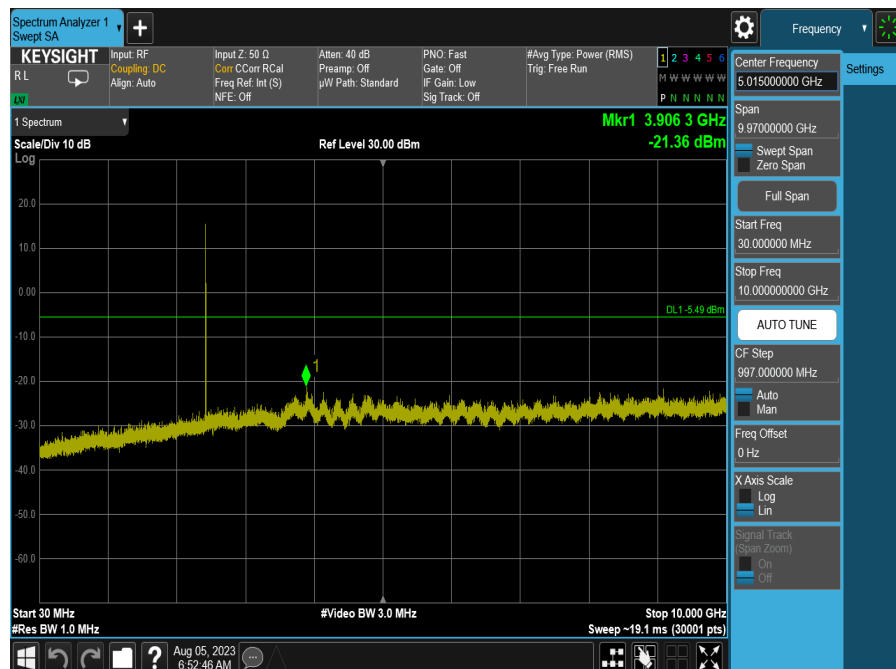 Spectrum Analyzer 1
Swept SA
+
Frequency
KEYSIGHT
R L
LXI
Input: RF
Coupling: DC
Align: Auto
Input Z: 50 Ω
Corr CCorr RCal
Freq Ref: Int (S)
NFE: Off
Atten: 40 dB
Preamp: Off
µW Path: Standard
PNO: Fast
Gate: Off
IF Gain: Low
Sig Track: Off
#Avg Type: Power (RMS)
Trig: Free Run
1 2 3 4 5 6
M W W W W W
P N N N N N
1 Spectrum
Scale/Div 10 dB
Log
Ref Level 30.00 dBm
Mkr1 3.906 3 GHz
-21.36 dBm
20.0
10.0
0.00
DL1 -5.49 dBm
-10.0
1
-20.0
-30.0
-40.0
-50.0
-60.0
Start 30 MHz
#Res BW 1.0 MHz
#Video BW 3.0 MHz
Stop 10.000 GHz
Sweep ~19.1 ms (30001 pts)
Aug 05, 2023
6:52:46 AM
?
Settings
Center Frequency
5.015000000 GHz
Span
9.97000000 GHz
Swept Span
Zero Span
Full Span
Start Freq
30.000000 MHz
Stop Freq
10.000000000 GHz
AUTO TUNE
CF Step
997.000000 MHz
Auto
Man
Freq Offset
0 Hz
X Axis Scale
Log
Lin
Signal Track
(Span Zoom)
On
Off